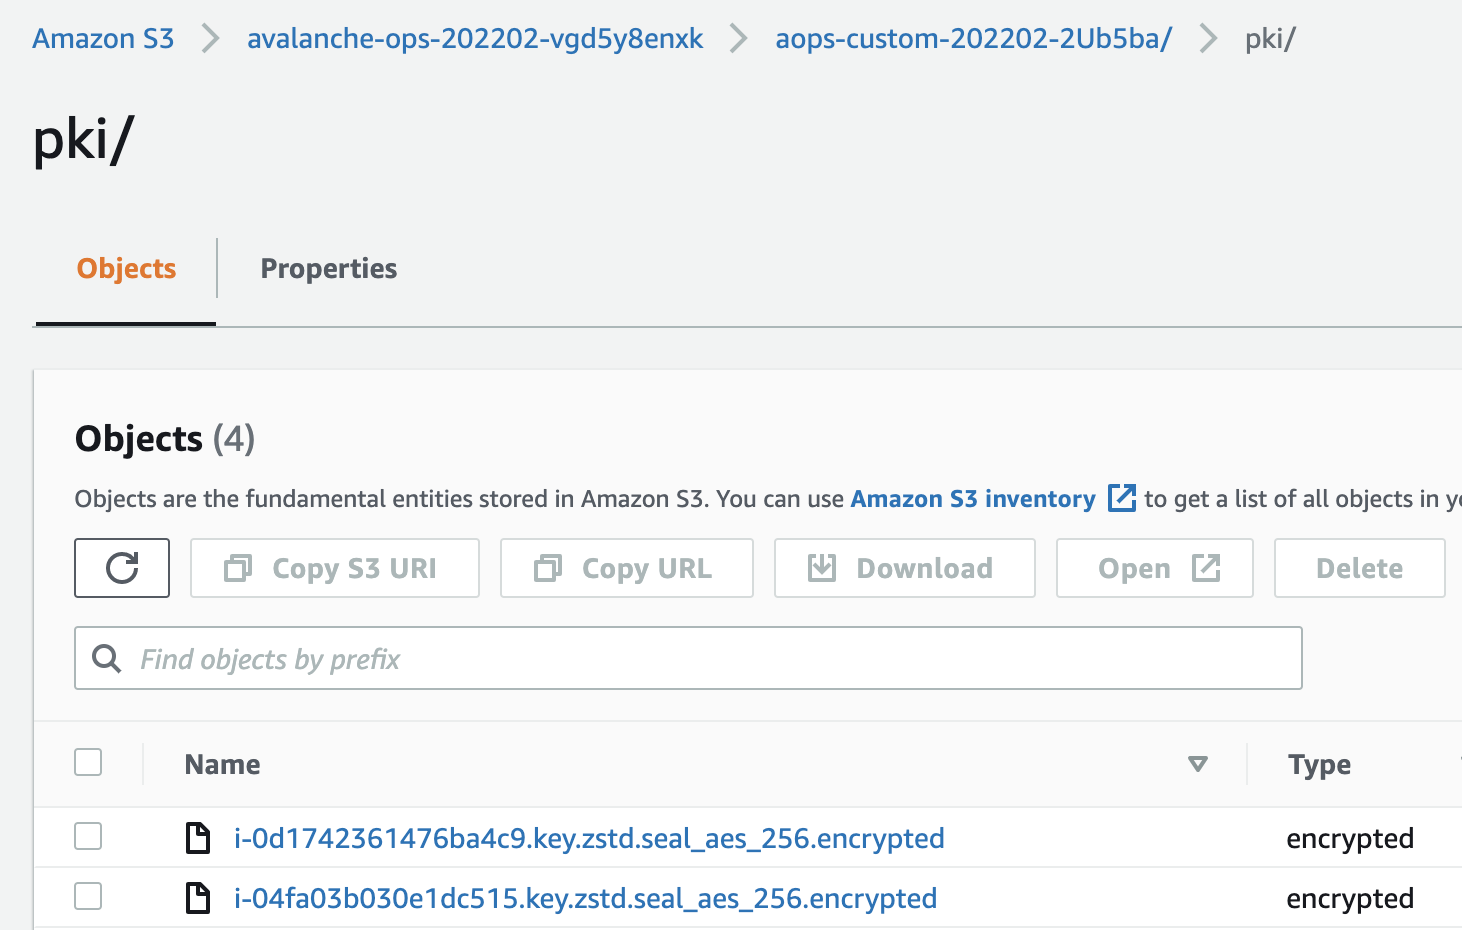 Amazon S3 > avalanche-ops-202202-vgd5y8enxk > aops-custom-202202-2Ub5ba/ > pki/
pki/
Objects Properties
Objects (4)
Objects are the fundamental entities stored in Amazon S3. You can use Amazon S3 inventory to get a list of all objects in
Copy S3 URI Copy URL Download Open Delete
Find objects by prefix
Name Type
i-0d1742361476ba4c9.key.zstd.seal_aes_256.encrypted encrypted
i-04fa03b030e1dc515.key.zstd.seal_aes_256.encrypted encrypted